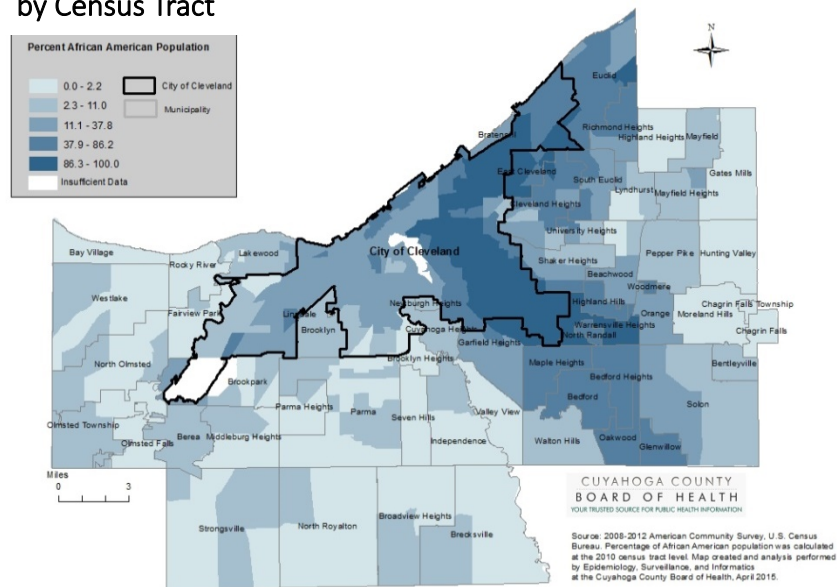 by Census Tract
Percent African American Population
0.0 - 2.2
2.3 - 11.0
11.1 - 37.8
37.9 - 86.2
86.3 - 100.0
Insufficient Data
City of Cleveland
Municipality
N
Euclid
Bratenahl
Richmond Heights
Highland Heights
Mayfield
Gates Mills
East Cleveland
South Euclid
Lyndhurst
Mayfield Heights
Cleveland Heights
University Heights
Bay Village
Rocky River
Lakewood
City of Cleveland
Shaker Heights
Pepper Pike
Hunting Valley
Beachwood
Woodmere
Westlake
Fairview Park
Linndale
Brooklyn
Newburgh Heights
Cuyahoga Heights
Highland Hills
Orange
Moreland Hills
Chagrin Falls Township
Chagrin Falls
Warrensville Heights
North Randall
Garfield Heights
Brooklyn Heights
North Olmsted
Brookpark
Maple Heights
Bedford Heights
Bentleyville
Bedford
Solon
Parma Heights
Parma
Seven Hills
Valley View
Olmsted Township
Olmsted Falls
Berea
Middleburg Heights
Independence
Walton Hills
Oakwood
Glenwillow
Miles
0 3
Strongsville
North Royalton
Broadview Heights
Brecksville
CUYAHOGA COUNTY
BOARD OF HEALTH
YOUR TRUSTED SOURCE FOR PUBLIC HEALTH INFORMATION
Source: 2008-2012 American Community Survey, U.S. Census
Bureau. Percentage of African American population was calculated
at the 2010 census tract level. Map created and analysis performed
by Epidemiology, Surveillance, and Informatics
at the Cuyahoga County Board of Health, April 2015.